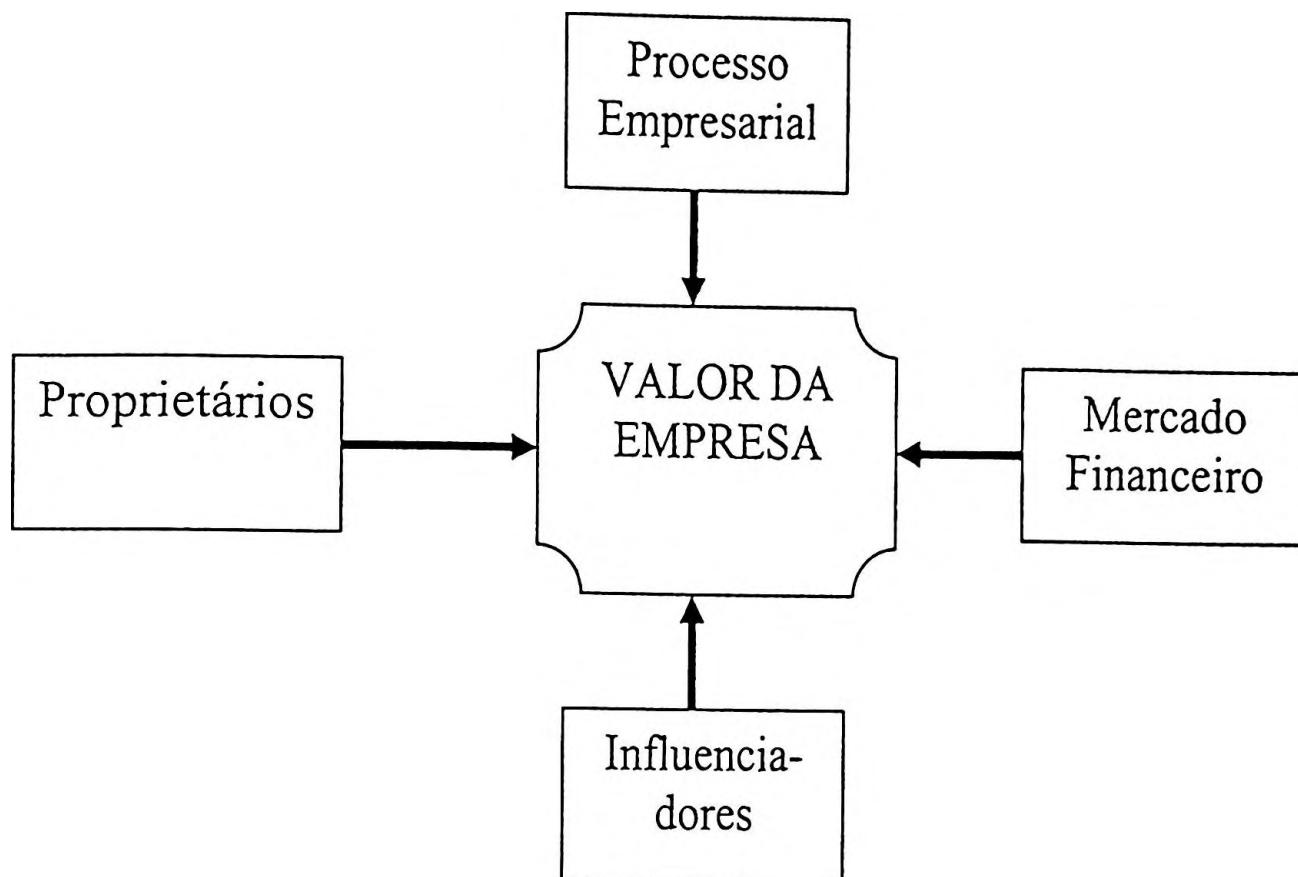 Processo
Empresarial
Proprietários
VALOR DA
EMPRESA
Mercado
Financeiro
Influencia-
dores